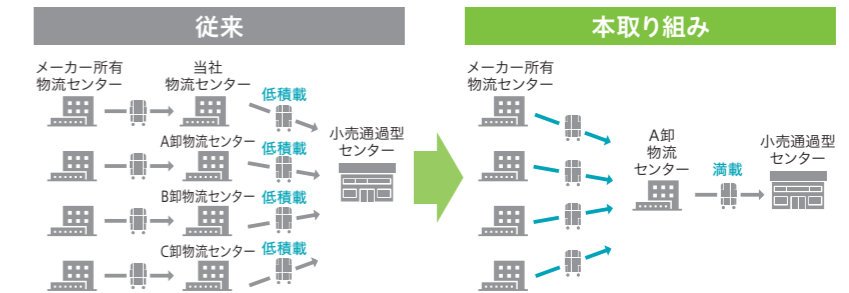 従来
メーカー所有
物流センター
当社
物流センター
低積載
A卸物流センター
低積載
B卸物流センター
低積載
C卸物流センター
低積載
小売通過型
センター
本取り組み
メーカー所有
物流センター
A卸
物流
センター
満載
小売通過型
センター